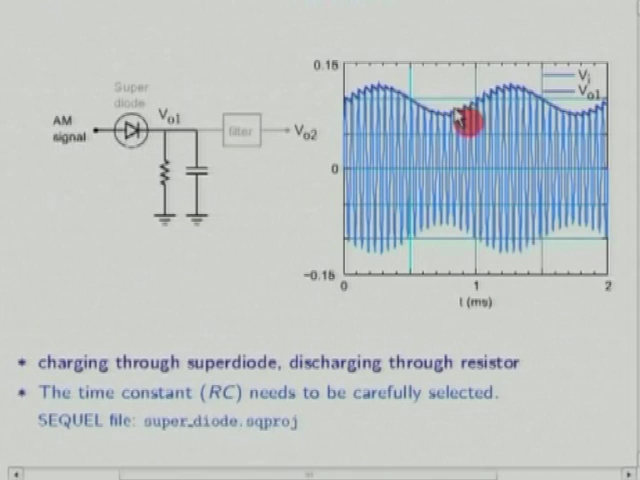 Super
diode
AM
signal
Vo1
filter
Vo2
0.15
0
-0.15
Vi
Vo1
0
1
2
t (ms)
* charging through superdiode, discharging through resistor
* The time constant (RC) needs to be carefully selected.
SEQUEL file: super_diode.sqproj